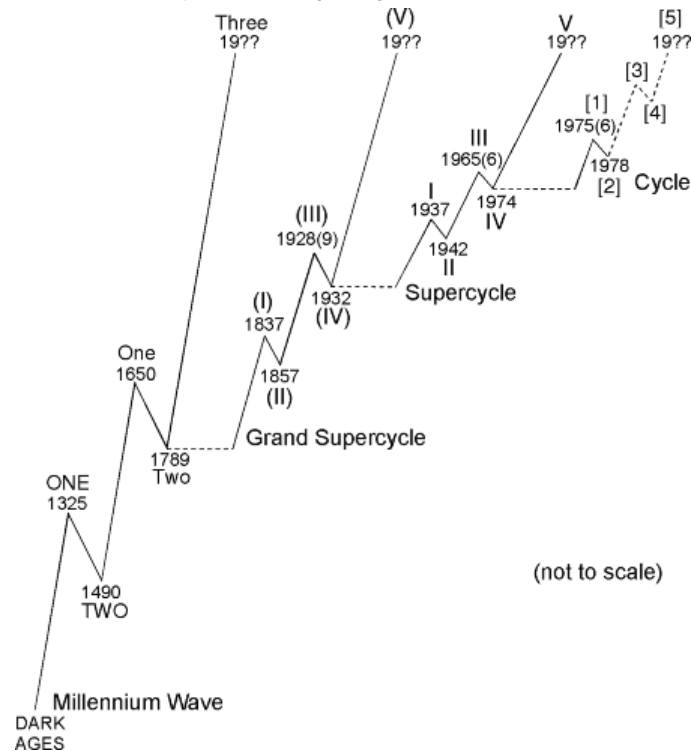 Three
19??
(V)
19??
V
19??
[5]
19??
[3]
[4]
[1]
1975(6)
1978
[2]
Cycle
III
1965(6)
1974
IV
I
1937
1942
II
Supercycle
(III)
1928(9)
1932
(IV)
(I)
1837
1857
(II)
Grand Supercycle
One
1650
1789
Two
ONE
1325
1490
TWO
(not to scale)
Millennium Wave
DARK
AGES